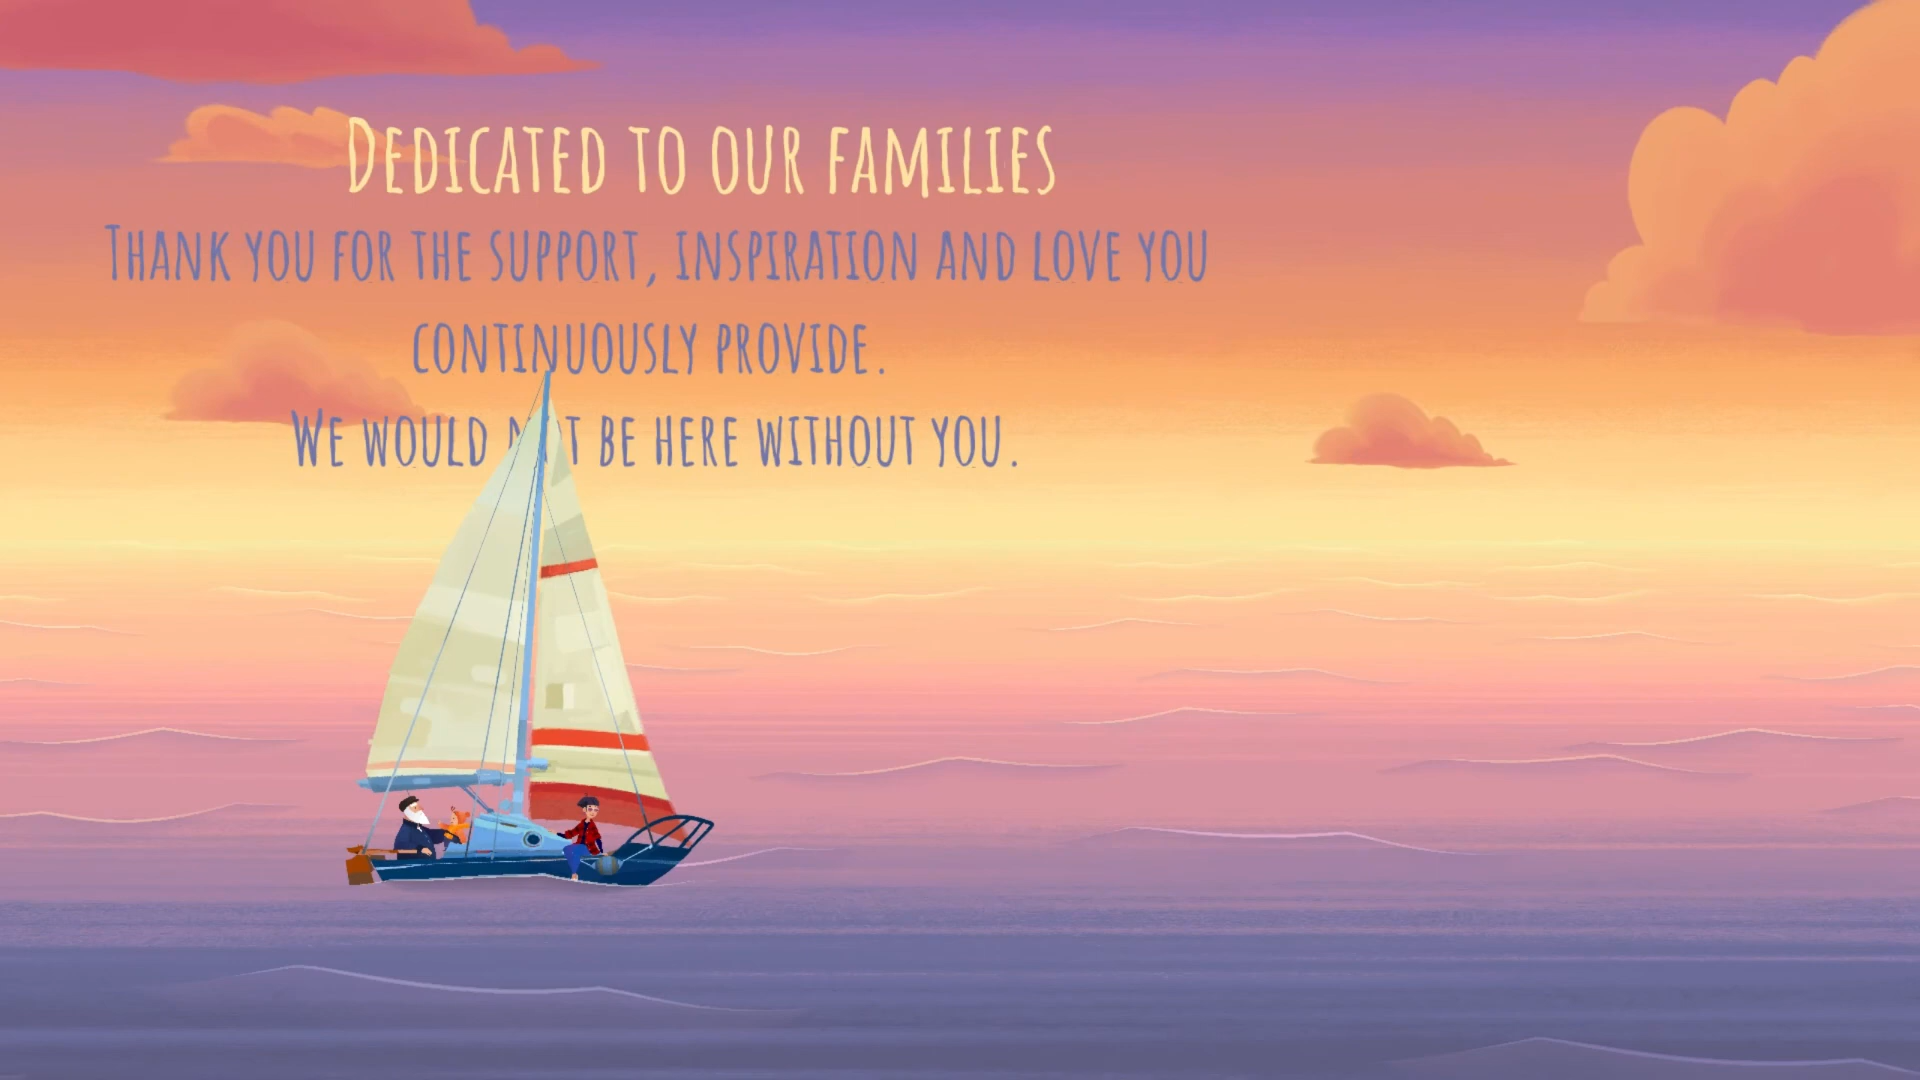 Dedicated to our families
Thank you for the support, inspiration and love you
continuously provide.
We would not be here without you.